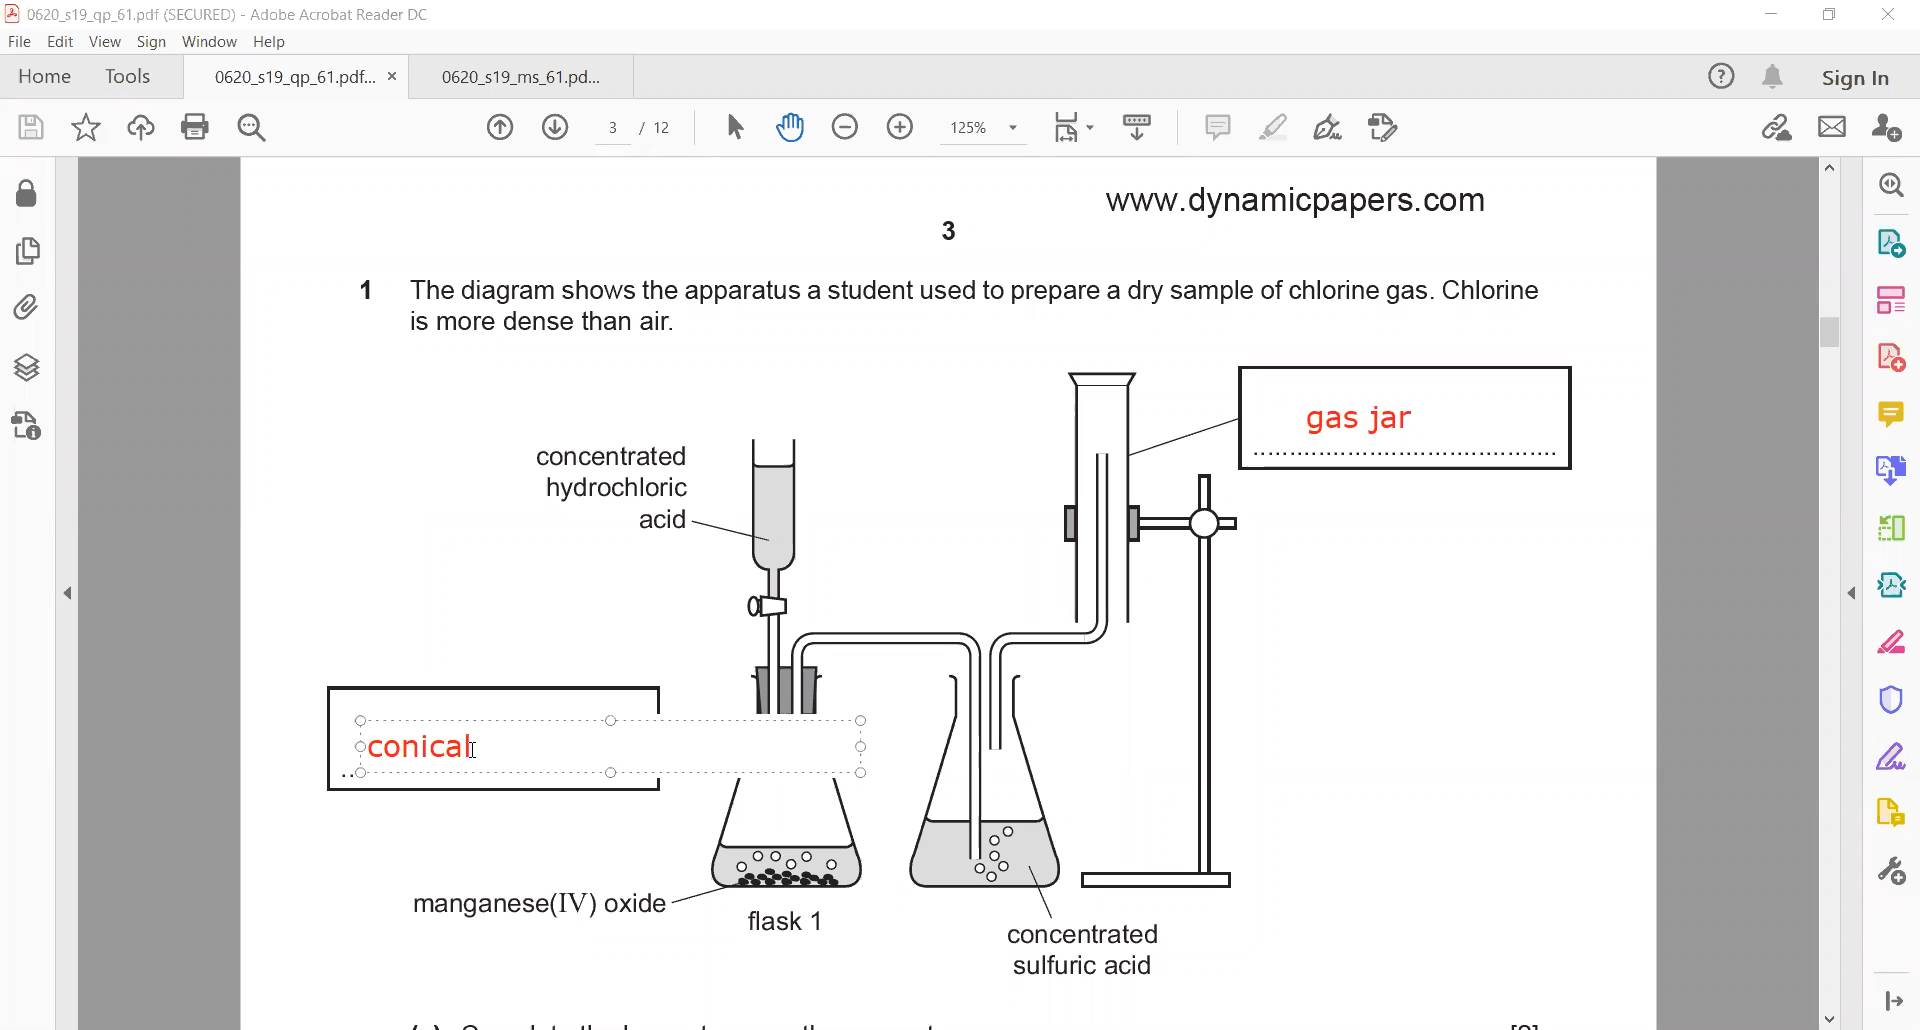 0620_s19_qp_61.pdf (SECURED) - Adobe Acrobat Reader DC
File Edit View Sign Window Help
Home Tools 0620_s19_qp_61.pdf... × 0620_s19_ms_61.pd... Sign In
3 / 12 125%
www.dynamicpapers.com
3
1 The diagram shows the apparatus a student used to prepare a dry sample of chlorine gas. Chlorine
is more dense than air.
gas jar
concentrated
hydrochloric
acid
conical
manganese(IV) oxide
flask 1
concentrated
sulfuric acid